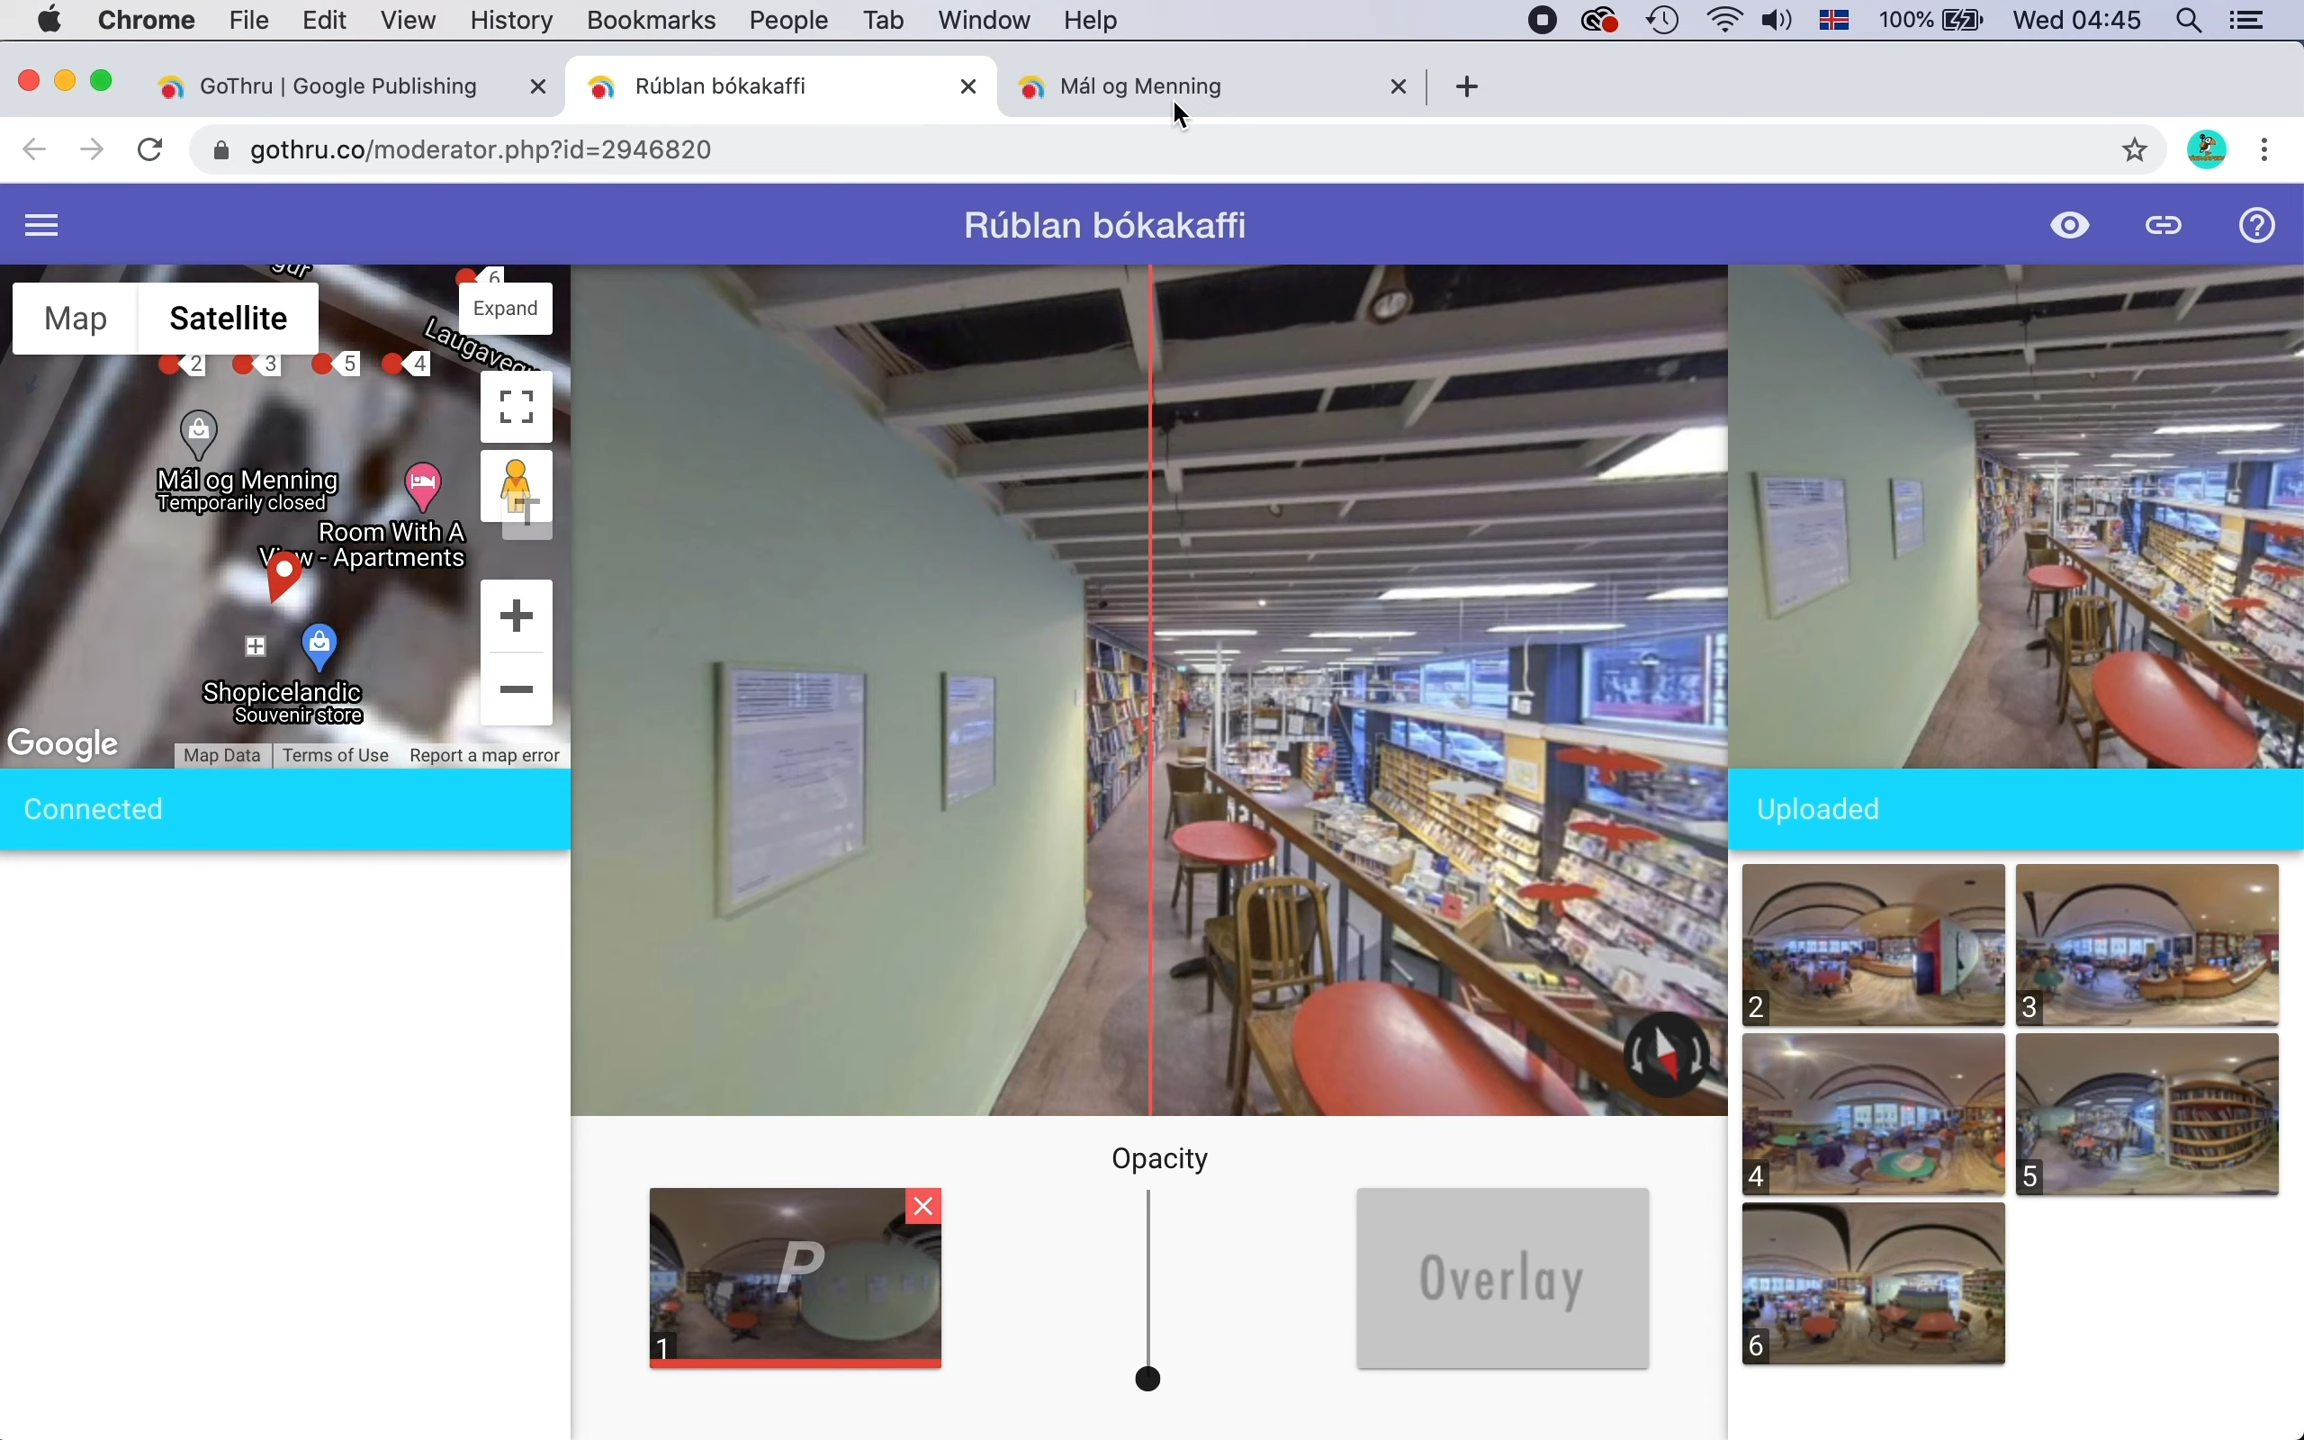 Chrome File Edit View History Bookmarks People Tab Window Help 100% Wed 04:45
GoThru | Google Publishing
Rúblan bókakaffi
Mál og Menning
gothru.co/moderator.php?id=2946820
Rúblan bókakaffi
Map
Satellite
6
Expand
Laugavegur
2
3
5
4
Mál og Menning
Temporarily closed
Room With A
View - Apartments
Shopicelandic
Souvenir store
Google
Map Data
Terms of Use
Report a map error
Connected
Uploaded
2
3
4
5
6
Opacity
P
1
Overlay